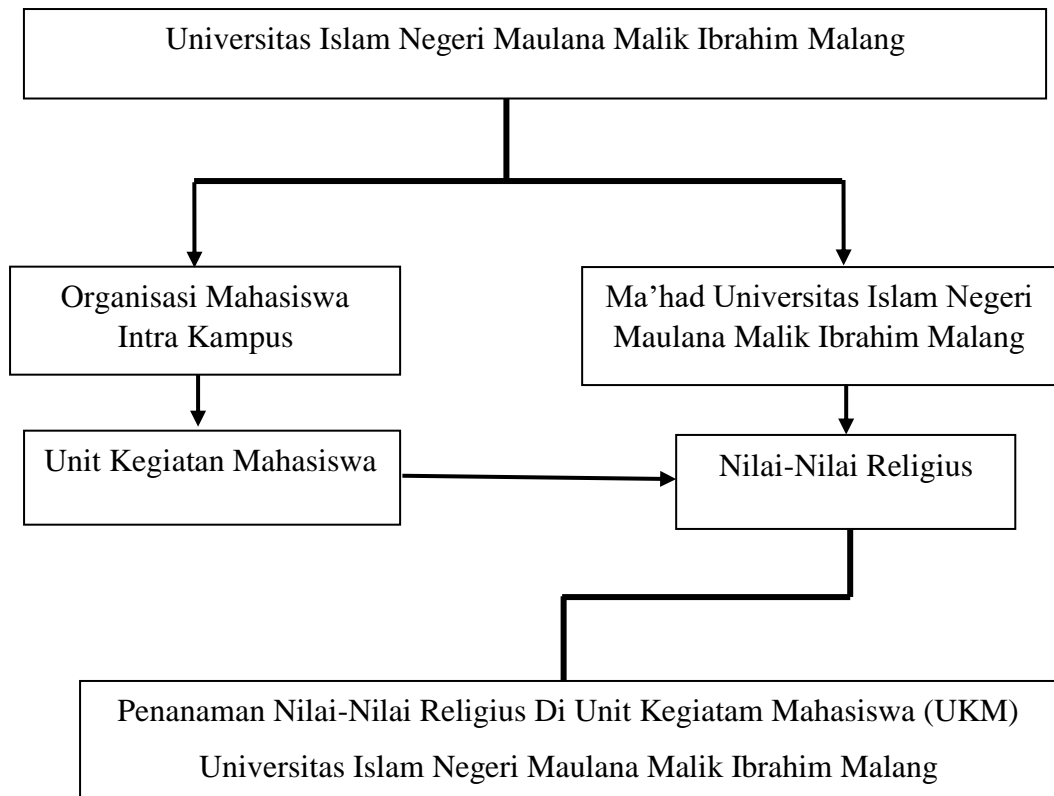 Universitas Islam Negeri Maulana Malik Ibrahim Malang
Organisasi Mahasiswa
Intra Kampus
Ma’had Universitas Islam Negeri
Maulana Malik Ibrahim Malang
Unit Kegiatan Mahasiswa
Nilai-Nilai Religius
Penanaman Nilai-Nilai Religius Di Unit Kegiatam Mahasiswa (UKM)
Universitas Islam Negeri Maulana Malik Ibrahim Malang